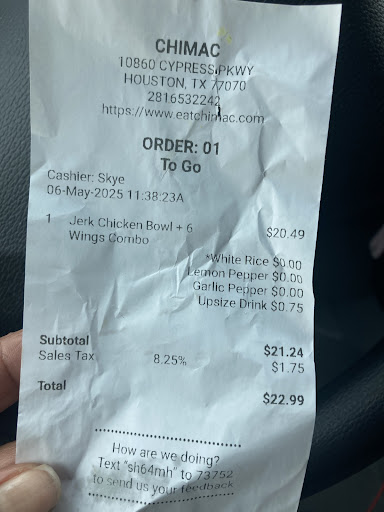 CHIMAC
10860 CYPRESS PKWY
HOUSTON, TX 77070
2816532242
https://www.eatchimac.com
ORDER: 01
To Go
Cashier: Skye
06-May-2025 11:38:23A
1 Jerk Chicken Bowl + 6 $20.49
Wings Combo
*White Rice $0.00
Lemon Pepper $0.00
Garlic Pepper $0.00
Upsize Drink $0.75
Subtotal $21.24
Sales Tax 8.25% $1.75
Total $22.99
How are we doing?
Text "sh64mh" to 73752
to send us your feedback